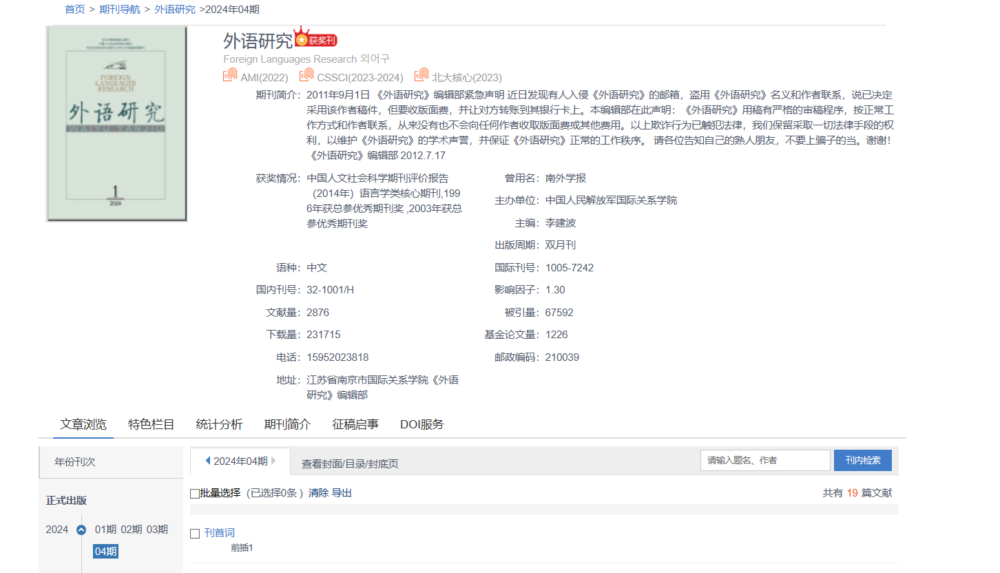 首页 > 期刊导航 > 外语研究 >2024年04期
FOREIGN
LANGUAGES
RESEARCH
外语研究
WAIYU YANJIU
1
2024
外语研究 获奖刊
Foreign Languages Research 외어구
AMI(2022) CSSCI(2023-2024) 北大核心(2023)
期刊简介：2011年9月1日 《外语研究》编辑部紧急声明 近日发现有人入侵《外语研究》的邮箱，盗用《外语研究》名义和作者联系，说已决定
采用该作者稿件，但要收版面费，并让对方转账到其银行卡上。本编辑部在此声明：《外语研究》用稿有严格的审稿程序，按正常工
作方式和作者联系，从来没有也不会向任何作者收取版面费或其他费用。以上欺诈行为已触犯法律，我们保留采取一切法律手段的权
利，以维护《外语研究》的学术声誉，并保证《外语研究》正常的工作秩序。 请各位告知自己的熟人朋友，不要上骗子的当。谢谢！
《外语研究》编辑部 2012.7.17
获奖情况：中国人文社会科学期刊评价报告
（2014年）语言学类核心期刊,199
6年获总参优秀期刊奖 ,2003年获总
参优秀期刊奖
曾用名：南外学报
主办单位：中国人民解放军国际关系学院
主编：李建波
出版周期：双月刊
语种：中文 国际刊号：1005-7242
国内刊号：32-1001/H 影响因子：1.30
文献量：2876 被引量：67592
下载量：231715 基金论文量：1226
电话：15952023818 邮政编码：210039
地址：江苏省南京市国际关系学院《外语
研究》编辑部
文章浏览 特色栏目 统计分析 期刊简介 征稿启事 DOI服务
年份刊次 2024年04期 查看封面/目录/封底页 请输入题名、作者 刊内检索
批量选择（已选择0条 ）清除 导出 共有 19 篇文献
正式出版
2024 01期 02期 03期
04期
刊首词
前插1